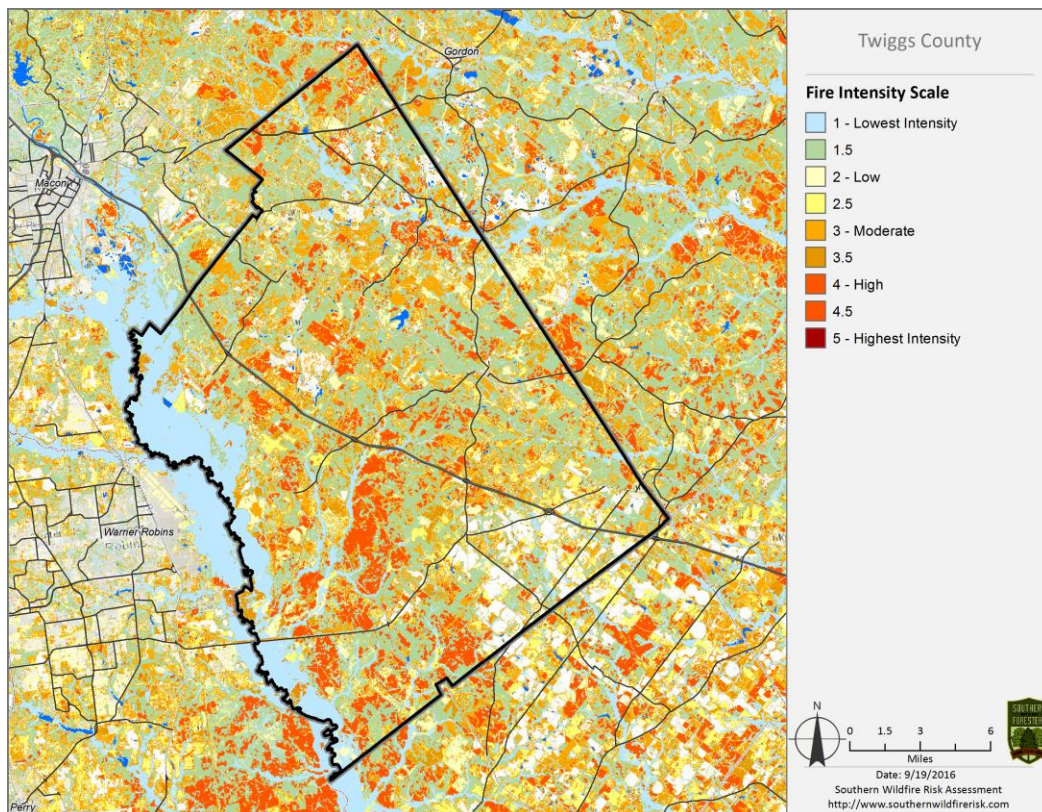 Twiggs County
Fire Intensity Scale
1 - Lowest Intensity
1.5
2 - Low
2.5
3 - Moderate
3.5
4 - High
4.5
5 - Highest Intensity
Gordon
Macon
Warner Robins
Perry
N
0 1.5 3 6
Miles
SOUTHERN
Date: 9/19/2016
Southern Wildfire Risk Assessment
http://www.southernwildfirerisk.com